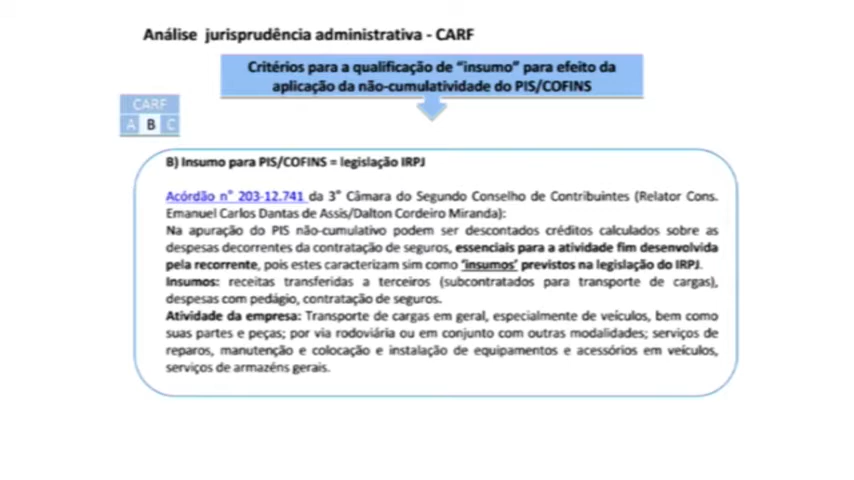 Análise jurisprudência administrativa - CARF
Critérios para a qualificação de “insumo” para efeito da
aplicação da não-cumulatividade do PIS/COFINS
CARF
A B C
B) Insumo para PIS/COFINS = legislação IRPJ
Acórdão n° 203-12.741 da 3° Câmara do Segundo Conselho de Contribuintes (Relator Cons.
Emanuel Carlos Dantas de Assis/Dalton Cordeiro Miranda):
Na apuração do PIS não-cumulativo podem ser descontados créditos calculados sobre as
despesas decorrentes da contratação de seguros, essenciais para a atividade fim desenvolvida
pela recorrente, pois estes caracterizam sim como ‘insumos’ previstos na legislação do IRPJ.
Insumos: receitas transferidas a terceiros (subcontratados para transporte de cargas),
despesas com pedágio, contratação de seguros.
Atividade da empresa: Transporte de cargas em geral, especialmente de veículos, bem como
suas partes e peças; por via rodoviária ou em conjunto com outras modalidades; serviços de
reparos, manutenção e colocação e instalação de equipamentos e acessórios em veículos,
serviços de armazéns gerais.